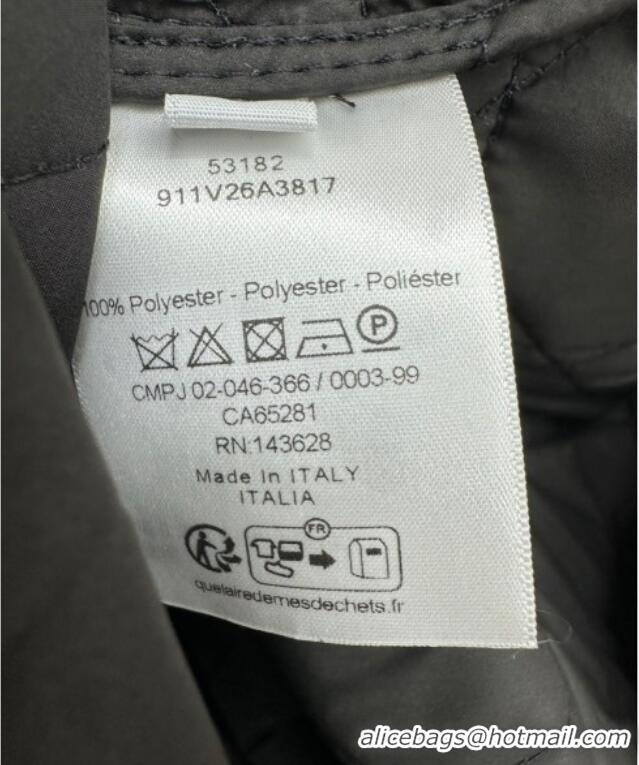 53182
911V26A3817
100% Polyester - Polyester - Poliéster
P
CMPJ 02-046-366 / 0003-99
CA65281
RN:143628
Made In ITALY
ITALIA
FR
quefairedemesdechets.fr
alicebags@hotmail.com